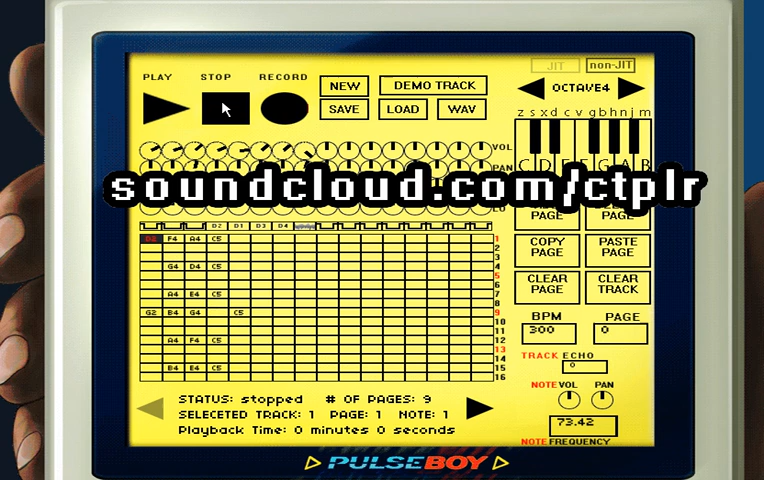 JIT non-JIT
PLAY STOP RECORD
NEW DEMO TRACK
SAVE LOAD WAV
OCTAVE4
z s x d c v g b h n j m
VOL
PAN
soundcloud.com/ctplr
PAGE PAGE
COPY PAGE
PASTE PAGE
CLEAR PAGE
CLEAR TRACK
D2 D1 D3 D4
D2 F4 A4 C5 1
2
3
G4 D4 C5 4
5
6
A4 E4 C5 7
8
G2 B4 G4 C5 9
10
11
A4 F4 C5 12
13
14
B4 E4 C5 15
16
BPM PAGE
300 0
TRACK ECHO
0
NOTE VOL PAN
73.42
NOTE FREQUENCY
STATUS: stopped # OF PAGES: 9
SELECETED TRACK: 1 PAGE: 1 NOTE: 1
Playback Time: 0 minutes 0 seconds
PULSEBOY